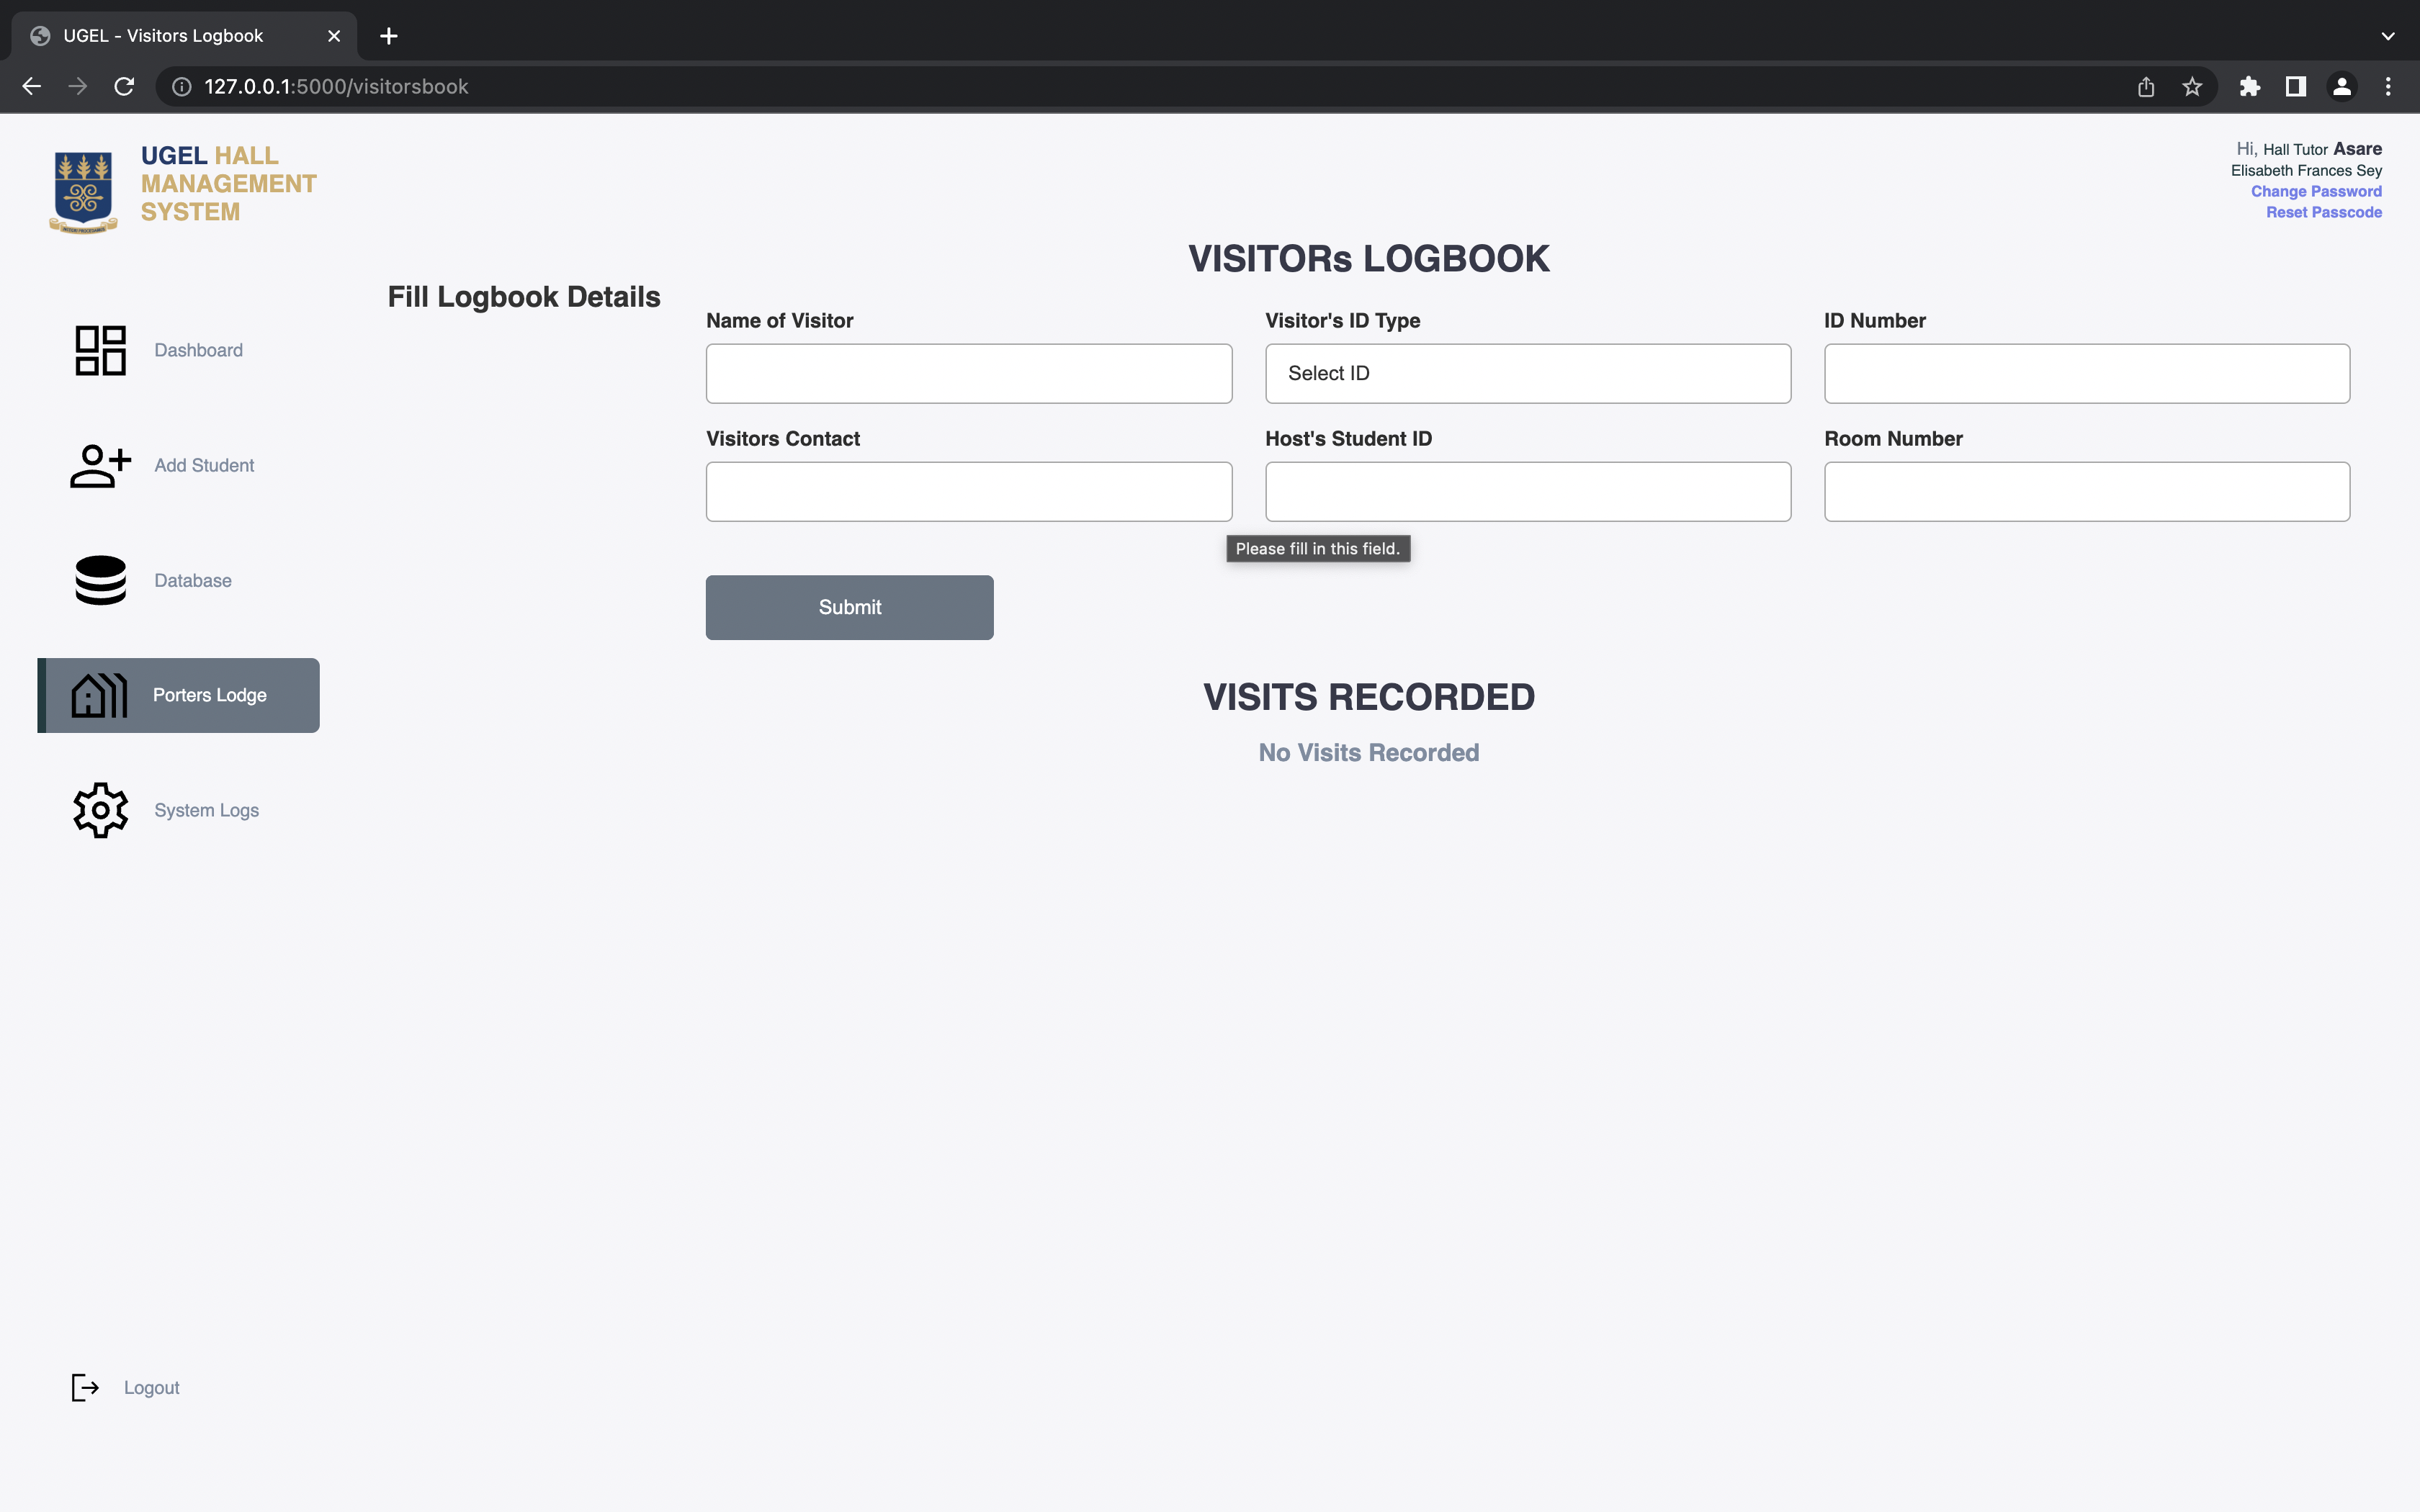 UGEL - Visitors Logbook
127.0.0.1:5000/visitorsbook
UGEL HALL
MANAGEMENT
SYSTEM
Hi, Hall Tutor Asare
Elisabeth Frances Sey
Change Password
Reset Passcode
VISITORs LOGBOOK
Fill Logbook Details
Name of Visitor
Visitor's ID Type
ID Number
Select ID
Visitors Contact
Host's Student ID
Room Number
Please fill in this field.
Submit
VISITS RECORDED
No Visits Recorded
Dashboard
Add Student
Database
Porters Lodge
System Logs
Logout